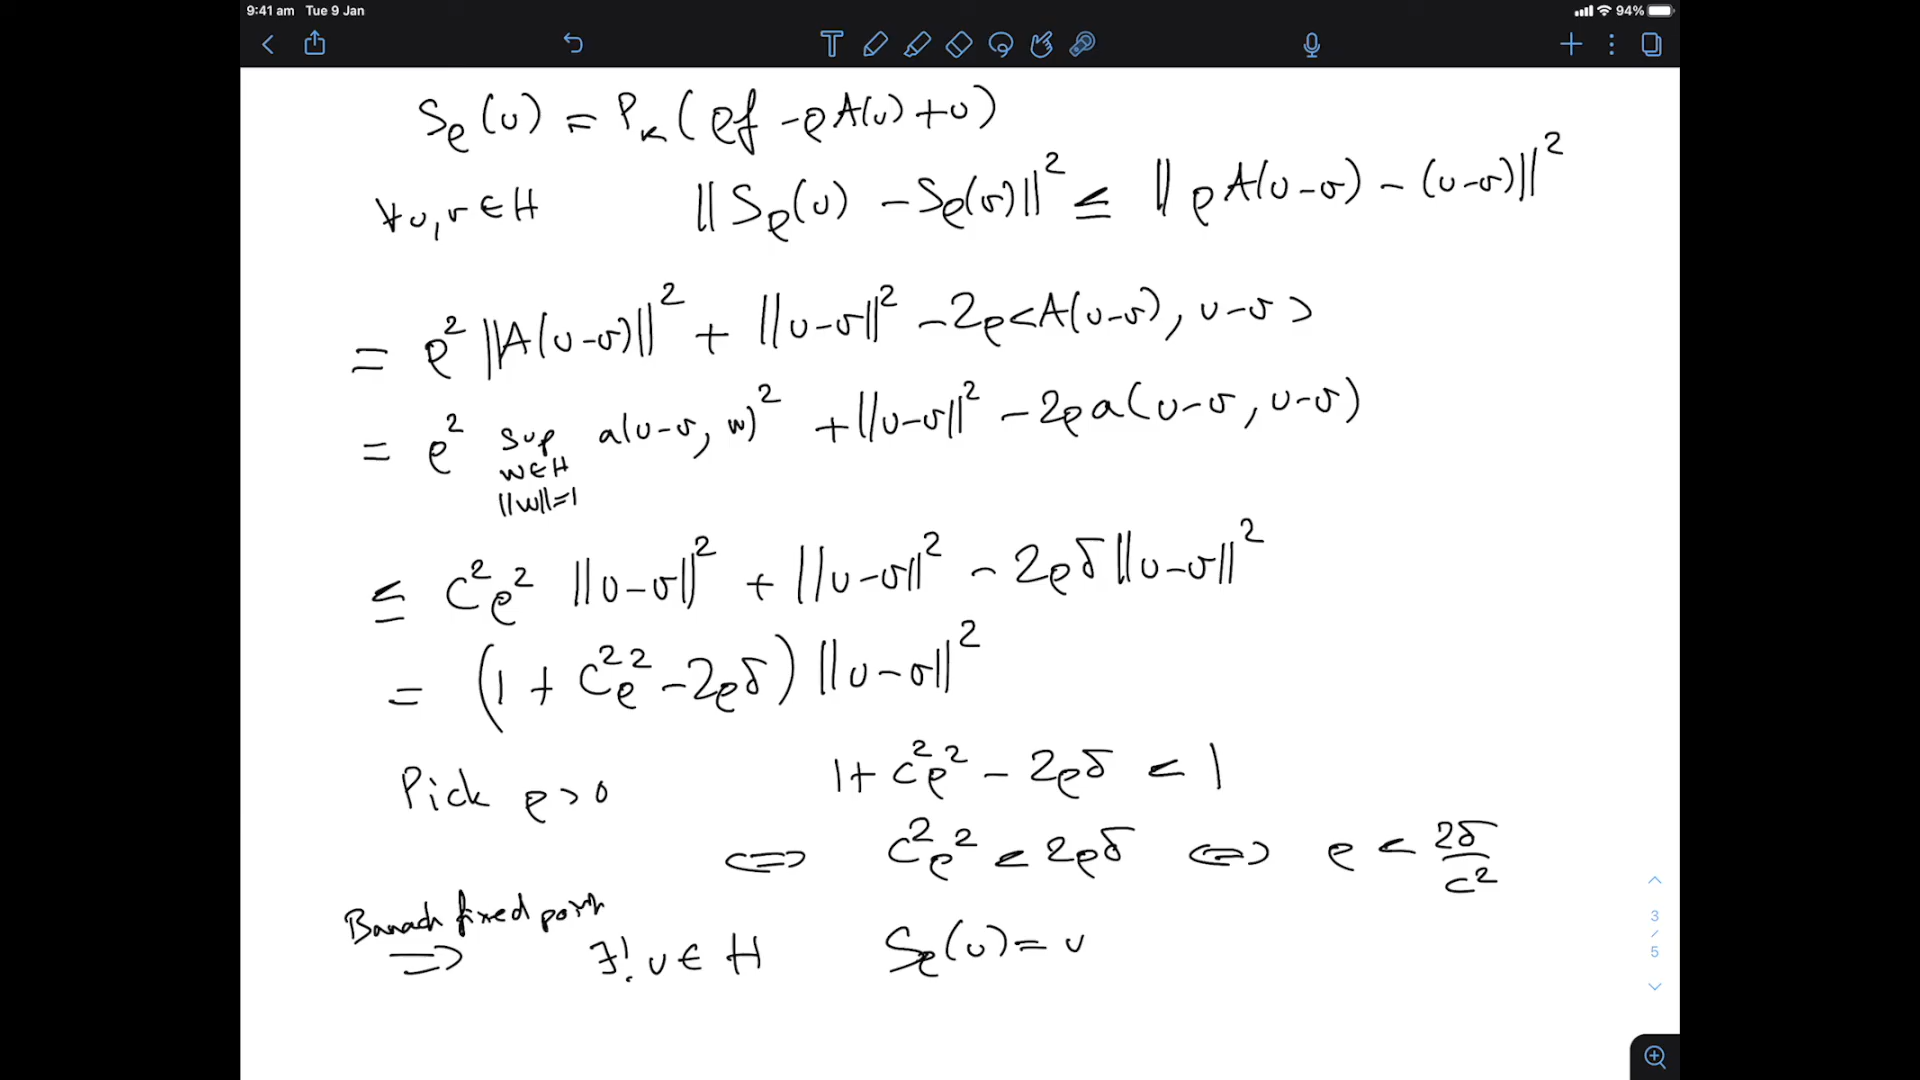 9:41 am Tue 9 Jan 94%
S_ρ(u) = P_K(ρf - ρA(u) + u)
∀u, v ∈ H ||S_ρ(u) - S_ρ(v)||² ≤ ||ρA(u-v) - (u-v)||²
= ρ² ||A(u-v)||² + ||u-v||² - 2ρ<A(u-v), u-v>
= ρ² sup a(u-v, w)² + ||u-v||² - 2ρa(u-v, u-v)
w∈H
||w||=1
≤ C²ρ² ||u-v||² + ||u-v||² - 2ρδ||u-v||²
= (1 + C²ρ² - 2ρδ) ||u-v||²
Pick ρ>0 1 + C²ρ² - 2ρδ < 1
⇔ C²ρ² < 2ρδ ⇔ ρ < 2δ/C²
Banach fixed point
⇒ ∃! u ∈ H S_ρ(u) = u
3
/
5